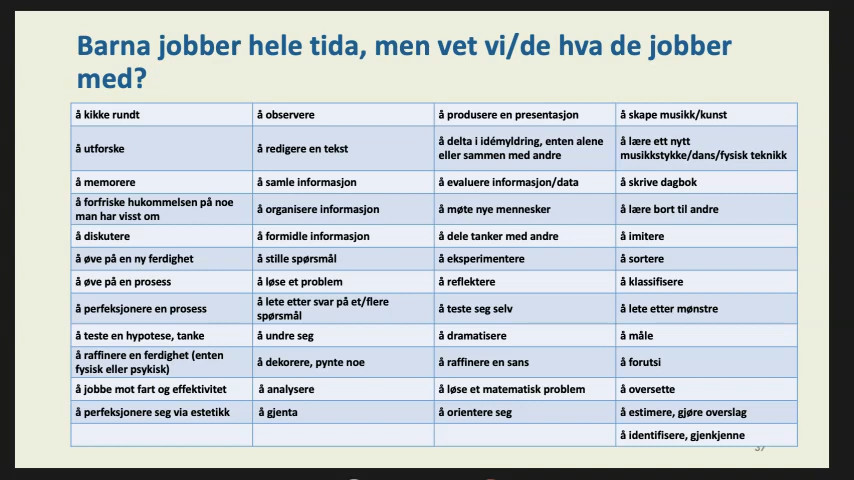 Barna jobber hele tida, men vet vi/de hva de jobber
med?
å kikke rundt
å observere
å produsere en presentasjon
å skape musikk/kunst
å utforske
å redigere en tekst
å delta i idémyldring, enten alene
eller sammen med andre
å lære ett nytt
musikkstykke/dans/fysisk teknikk
å memorere
å samle informasjon
å evaluere informasjon/data
å skrive dagbok
å forfriske hukommelsen på noe
man har visst om
å organisere informasjon
å møte nye mennesker
å lære bort til andre
å diskutere
å formidle informasjon
å dele tanker med andre
å imitere
å øve på en ny ferdighet
å stille spørsmål
å eksperimentere
å sortere
å øve på en prosess
å løse et problem
å reflektere
å klassifisere
å perfeksjonere en prosess
å lete etter svar på et/flere
spørsmål
å teste seg selv
å lete etter mønstre
å teste en hypotese, tanke
å undre seg
å dramatisere
å måle
å raffinere en ferdighet (enten
fysisk eller psykisk)
å dekorere, pynte noe
å raffinere en sans
å forutsi
å jobbe mot fart og effektivitet
å analysere
å løse et matematisk problem
å oversette
å perfeksjonere seg via estetikk
å gjenta
å orientere seg
å estimere, gjøre overslag
å identifisere, gjenkjenne